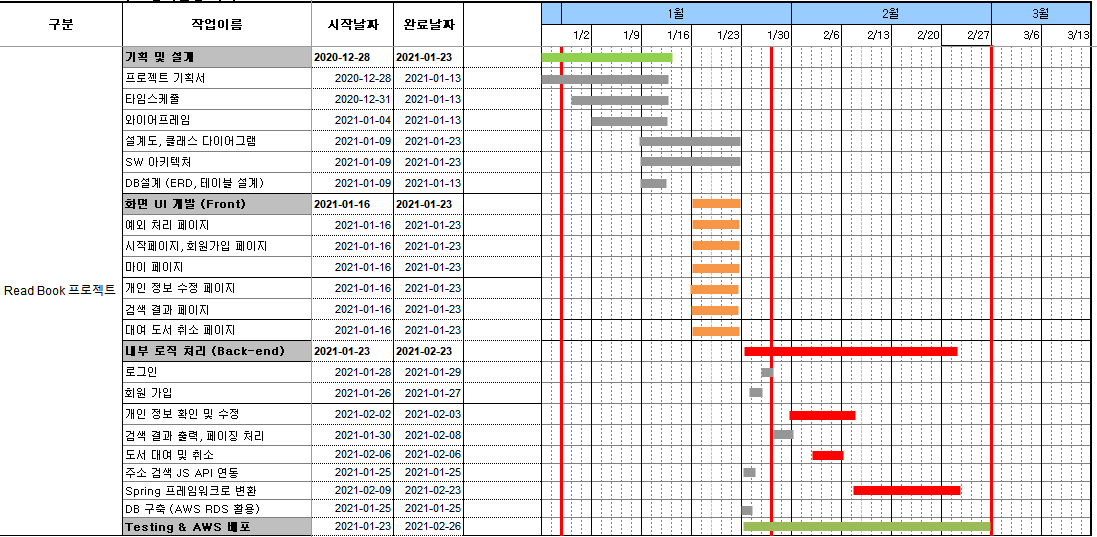 구분 작업이름 시작날짜 완료날짜 1월 2월 3월
1/2 1/9 1/16 1/23 1/30 2/6 2/13 2/20 2/27 3/6 3/13
Read Book 프로젝트
기획 및 설계 2020-12-28 2021-01-23
프로젝트 기획서 2020-12-28 2021-01-13
타임스케줄 2020-12-31 2021-01-13
와이어프레임 2021-01-04 2021-01-13
설계도, 클래스 다이어그램 2021-01-09 2021-01-23
SW 아키텍처 2021-01-09 2021-01-23
DB설계 (ERD, 테이블 설계) 2021-01-09 2021-01-13
화면 UI 개발 (Front) 2021-01-16 2021-01-23
예외 처리 페이지 2021-01-16 2021-01-23
시작페이지, 회원가입 페이지 2021-01-16 2021-01-23
마이 페이지 2021-01-16 2021-01-23
개인 정보 수정 페이지 2021-01-16 2021-01-23
검색 결과 페이지 2021-01-16 2021-01-23
대여 도서 취소 페이지 2021-01-16 2021-01-23
내부 로직 처리 (Back-end) 2021-01-23 2021-02-23
로그인 2021-01-28 2021-01-29
회원 가입 2021-01-26 2021-01-27
개인 정보 확인 및 수정 2021-02-02 2021-02-03
검색 결과 출력, 페이징 처리 2021-01-30 2021-02-08
도서 대여 및 취소 2021-02-06 2021-02-06
주소 검색 JS API 연동 2021-01-25 2021-01-25
Spring 프레임워크로 변환 2021-02-09 2021-02-23
DB 구축 (AWS RDS 활용) 2021-01-25 2021-01-25
Testing & AWS 배포 2021-01-23 2021-02-26